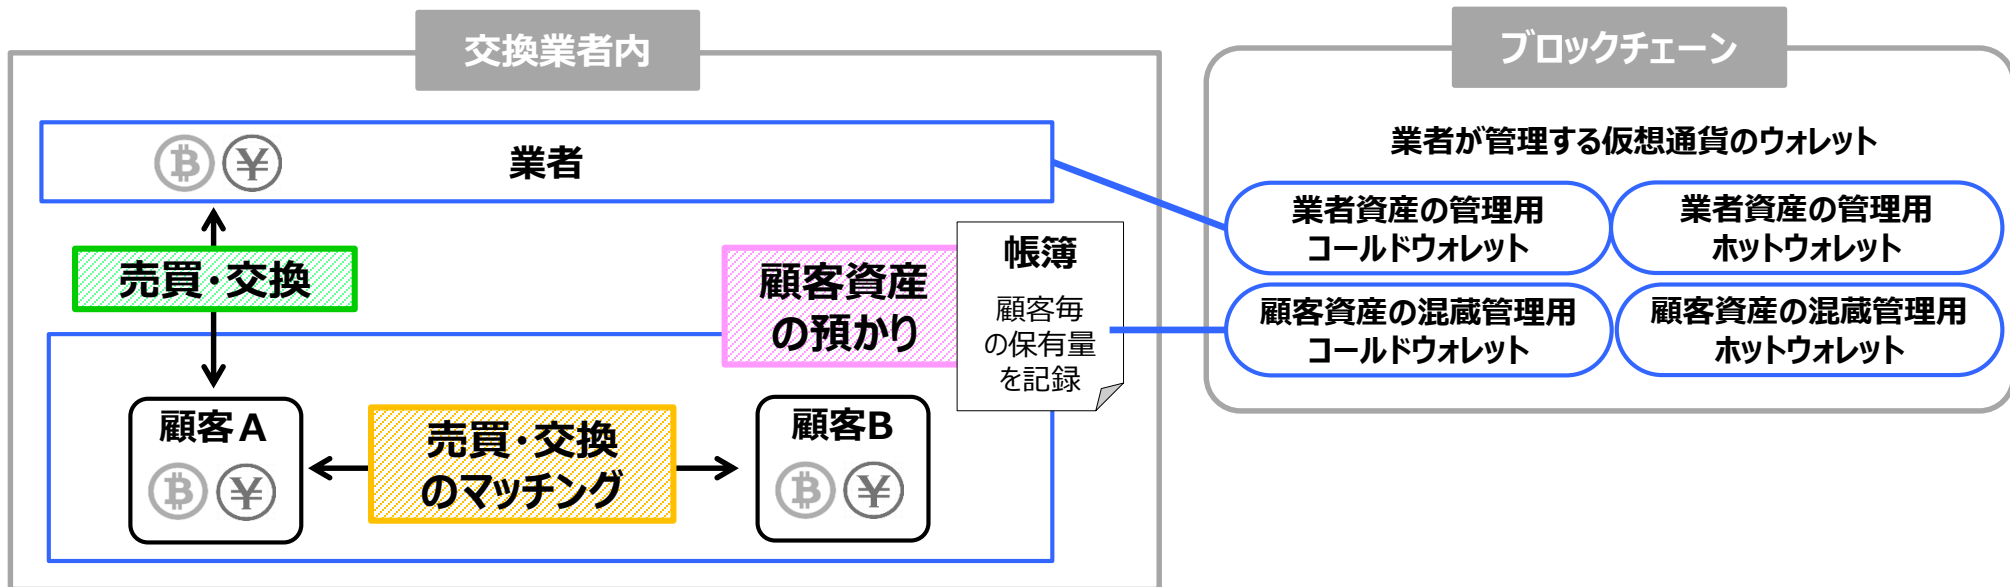 交換業者内
ブロックチェーン
業者
業者が管理する仮想通貨のウォレット
業者資産の管理用
コールドウォレット
業者資産の管理用
ホットウォレット
売買・交換
顧客資産
の預かり
帳簿
顧客毎
の保有量
を記録
顧客資産の混蔵管理用
コールドウォレット
顧客資産の混蔵管理用
ホットウォレット
顧客A
売買・交換
のマッチング
顧客B